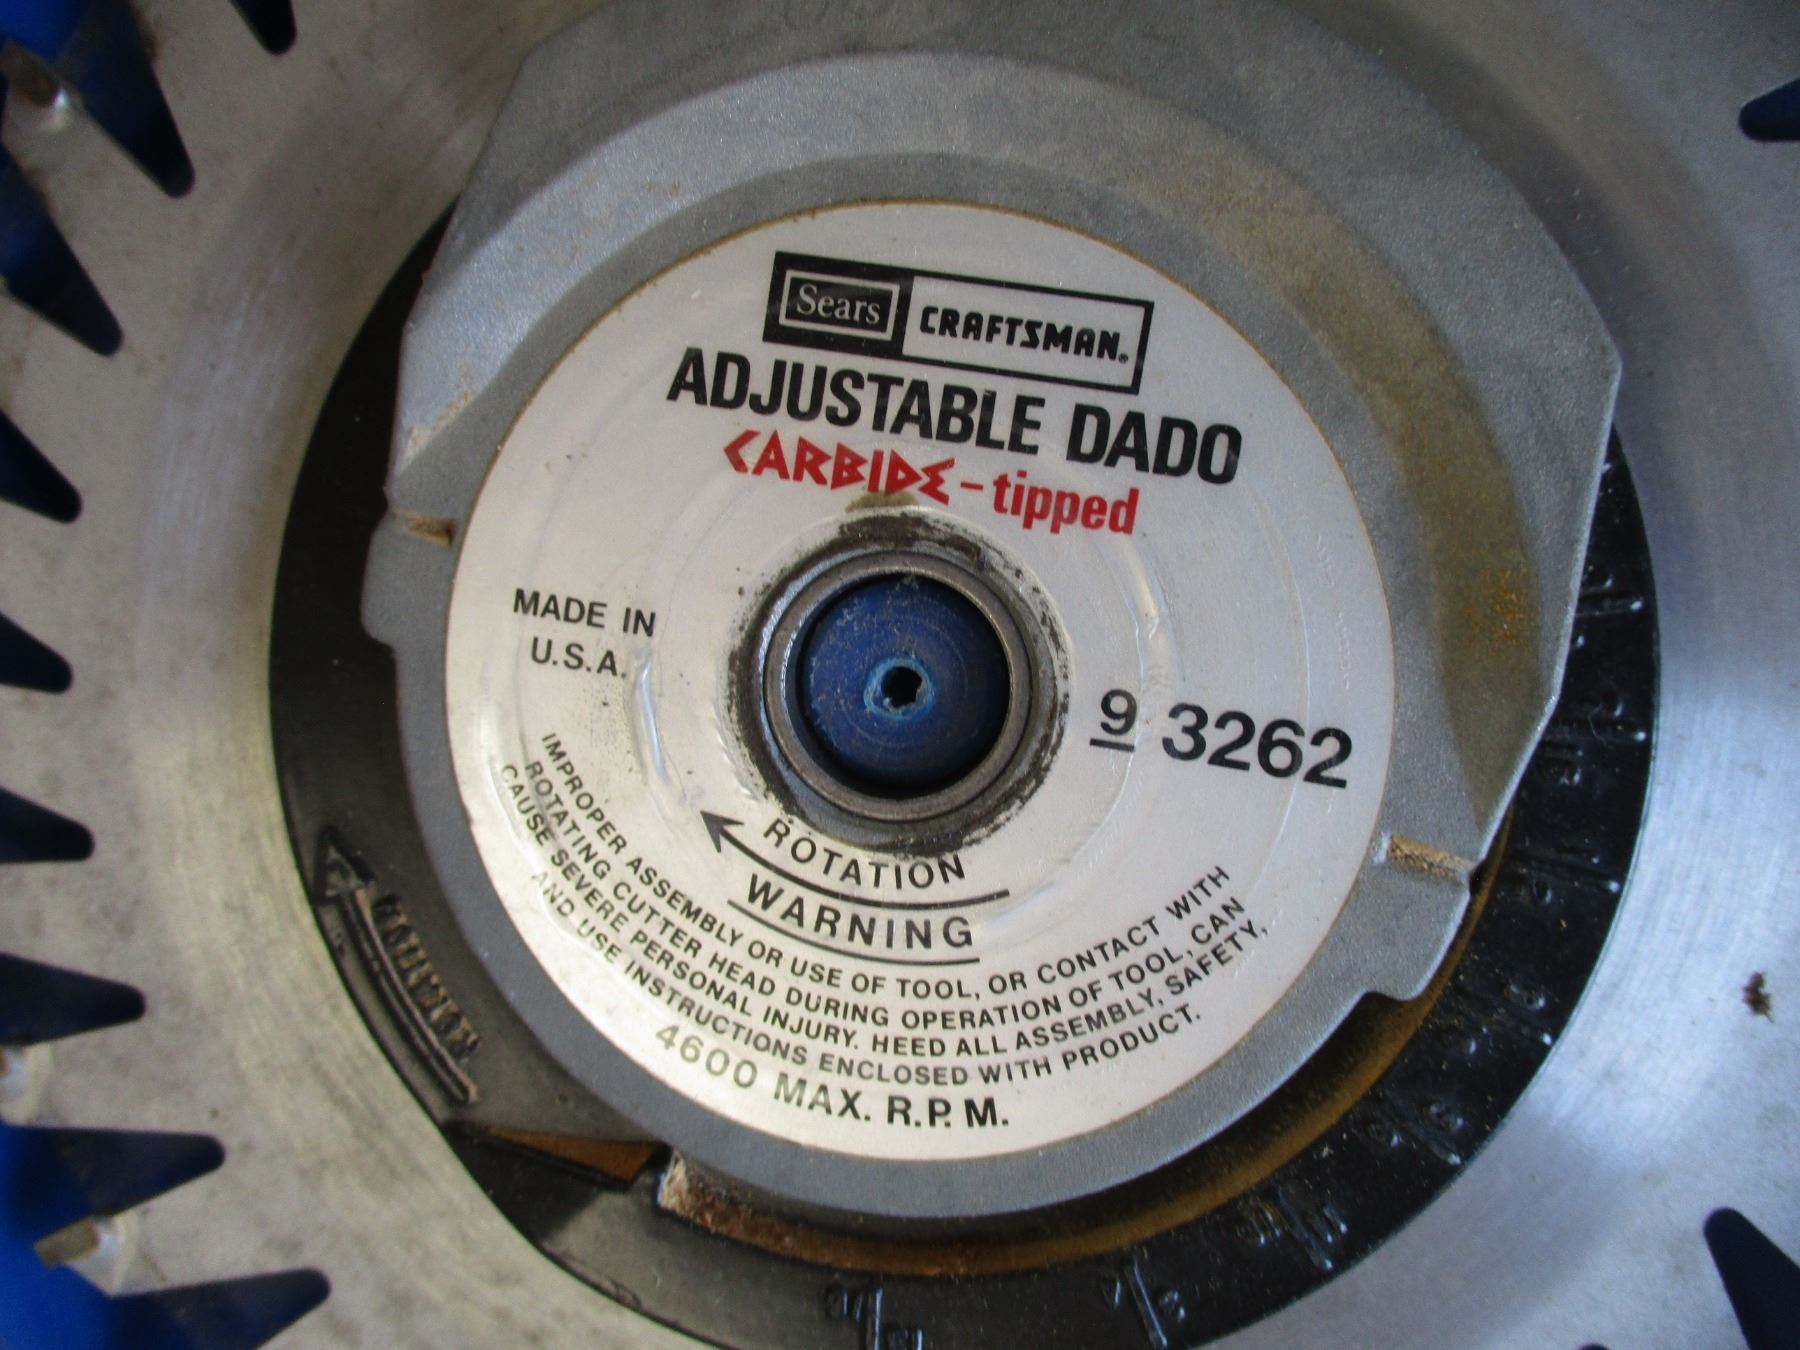 Sears CRAFTSMAN®
ADJUSTABLE DADO
CARBIDE-tipped
MADE IN
U.S.A.
9 3262
ROTATION
WARNING
IMPROPER ASSEMBLY OR USE OF TOOL, OR CONTACT WITH
ROTATING CUTTER HEAD DURING OPERATION OF TOOL, CAN
CAUSE SEVERE PERSONAL INJURY. HEED ALL ASSEMBLY, SAFETY,
AND USE INSTRUCTIONS ENCLOSED WITH PRODUCT.
4600 MAX. R.P.M.